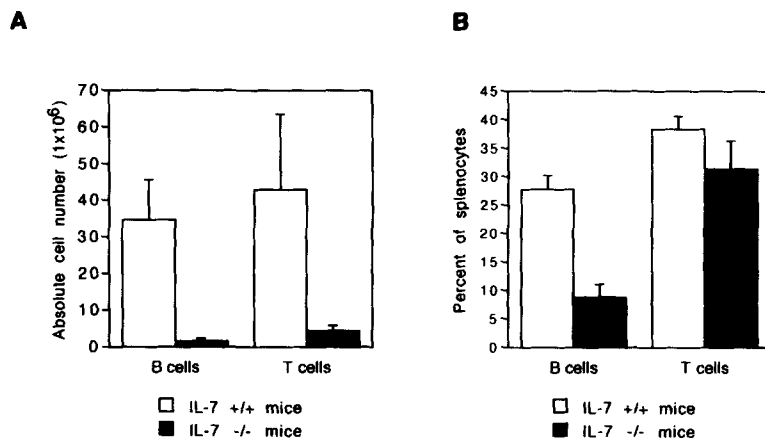 A
Absolute cell number (1x10⁶)
70
60
50
40
30
20
10
0
B cells T cells
IL-7 +/+ mice
IL-7 -/- mice
B
Percent of splenocytes
45
40
35
30
25
20
15
10
5
0
B cells T cells
IL-7 +/+ mice
IL-7 -/- mice